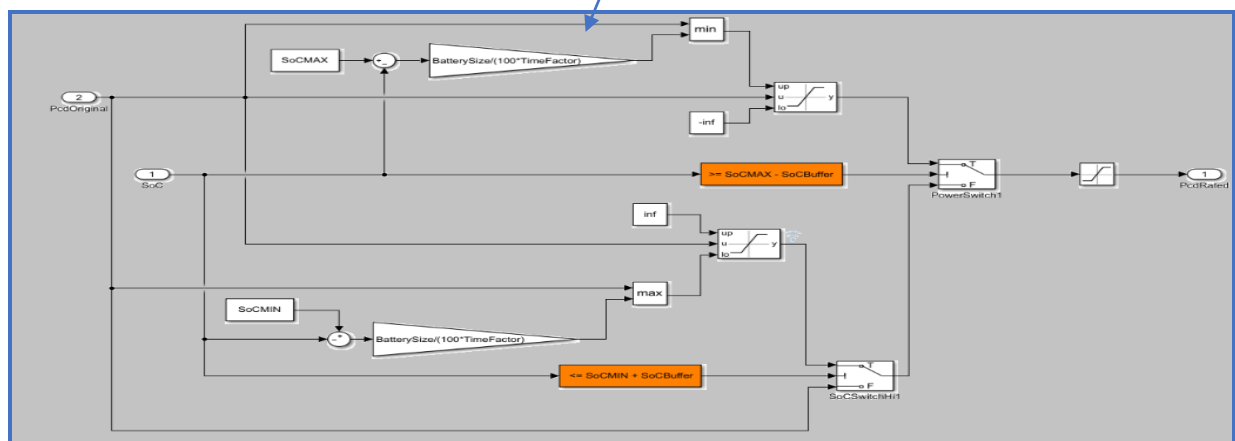 min
SoCMAX
+
-
BatterySize/(100*TimeFactor)
up
u
lo
y
2
PcdOriginal
-inf
1
SoC
>= SoCMAX - SoCBuffer
T
F
PowerSwitch1
1
PcdRated
inf
up
u
lo
y
max
SoCMIN
+
-
BatterySize/(100*TimeFactor)
<= SoCMIN + SoCBuffer
T
F
SoCSwitchHi1